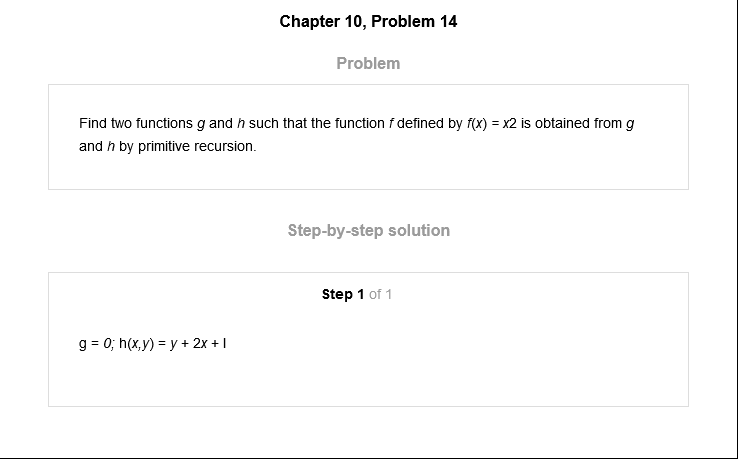 Chapter 10, Problem 14
Problem
Find two functions g and h such that the function f defined by f(x) = x2 is obtained from g
and h by primitive recursion.
Step-by-step solution
Step 1 of 1
g = 0; h(x,y) = y + 2x + l